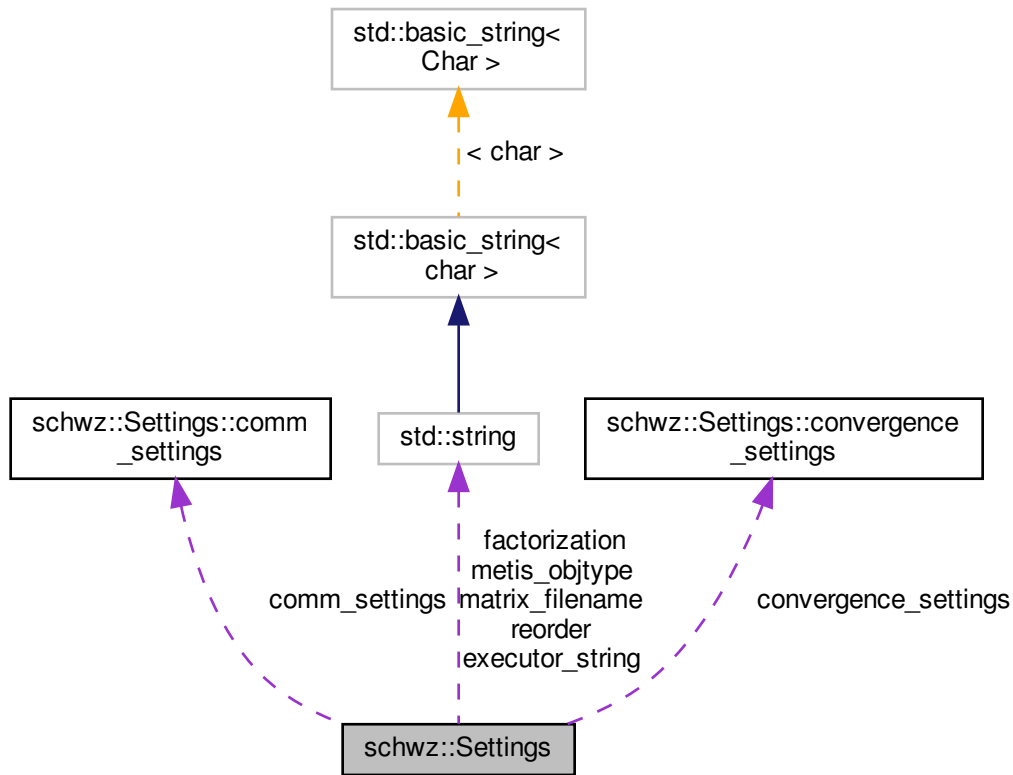 std::basic_string<
Char >
< char >
std::basic_string<
char >
schwz::Settings::comm
_settings
std::string
schwz::Settings::convergence
_settings
factorization
metis_objtype
comm_settings
matrix_filename
convergence_settings
reorder
executor_string
schwz::Settings